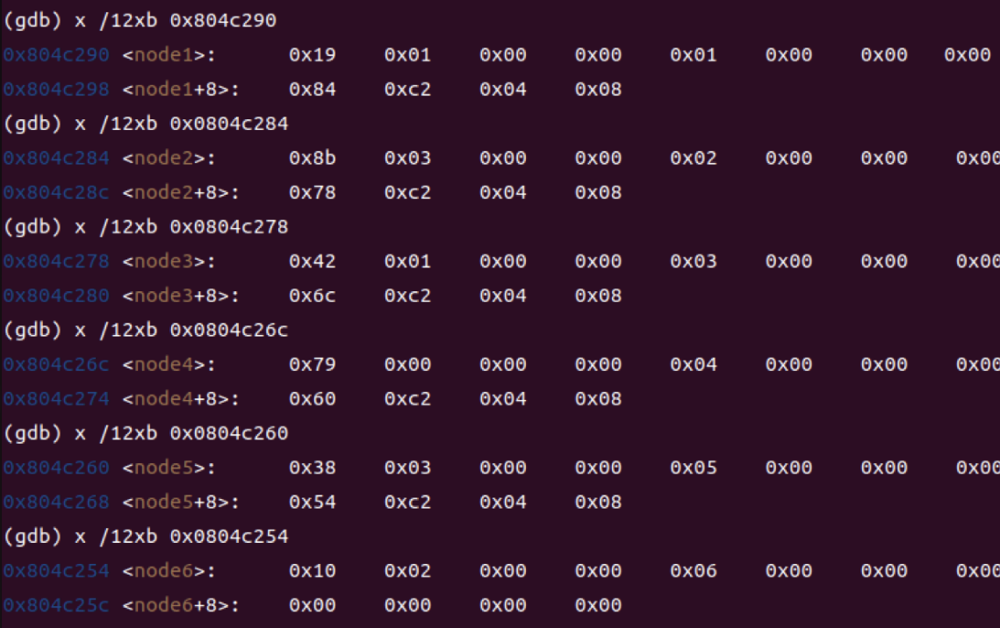 (gdb) x /12xb 0x804c290
0x804c290 <node1>: 0x19 0x01 0x00 0x00 0x01 0x00 0x00 0x00
0x804c298 <node1+8>: 0x84 0xc2 0x04 0x08
(gdb) x /12xb 0x0804c284
0x804c284 <node2>: 0x8b 0x03 0x00 0x00 0x02 0x00 0x00 0x00
0x804c28c <node2+8>: 0x78 0xc2 0x04 0x08
(gdb) x /12xb 0x0804c278
0x804c278 <node3>: 0x42 0x01 0x00 0x00 0x03 0x00 0x00 0x00
0x804c280 <node3+8>: 0x6c 0xc2 0x04 0x08
(gdb) x /12xb 0x0804c26c
0x804c26c <node4>: 0x79 0x00 0x00 0x00 0x04 0x00 0x00 0x00
0x804c274 <node4+8>: 0x60 0xc2 0x04 0x08
(gdb) x /12xb 0x0804c260
0x804c260 <node5>: 0x38 0x03 0x00 0x00 0x05 0x00 0x00 0x00
0x804c268 <node5+8>: 0x54 0xc2 0x04 0x08
(gdb) x /12xb 0x0804c254
0x804c254 <node6>: 0x10 0x02 0x00 0x00 0x06 0x00 0x00 0x00
0x804c25c <node6+8>: 0x00 0x00 0x00 0x00